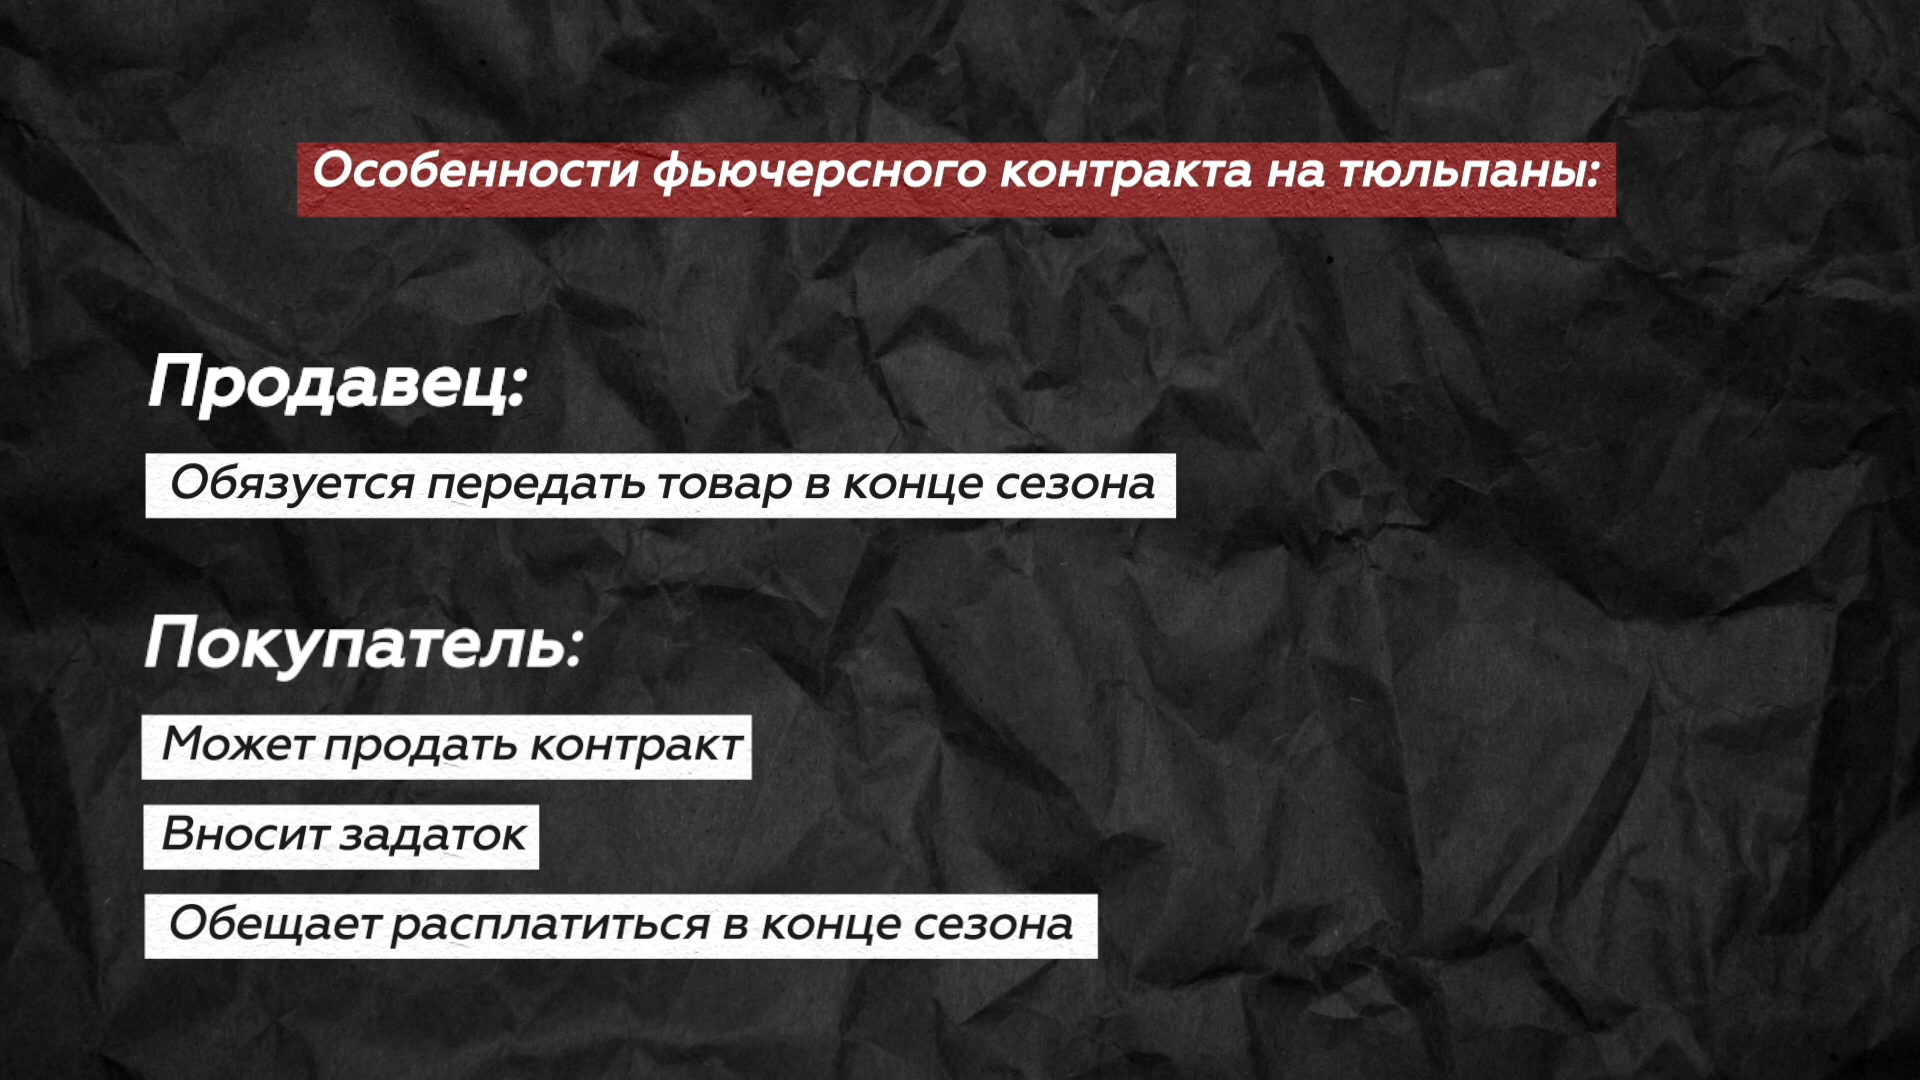 Особенности фьючерсного контракта на тюльпаны:
Продавец:
Обязуется передать товар в конце сезона
Покупатель:
Может продать контракт
Вносит задаток
Обещает расплатиться в конце сезона